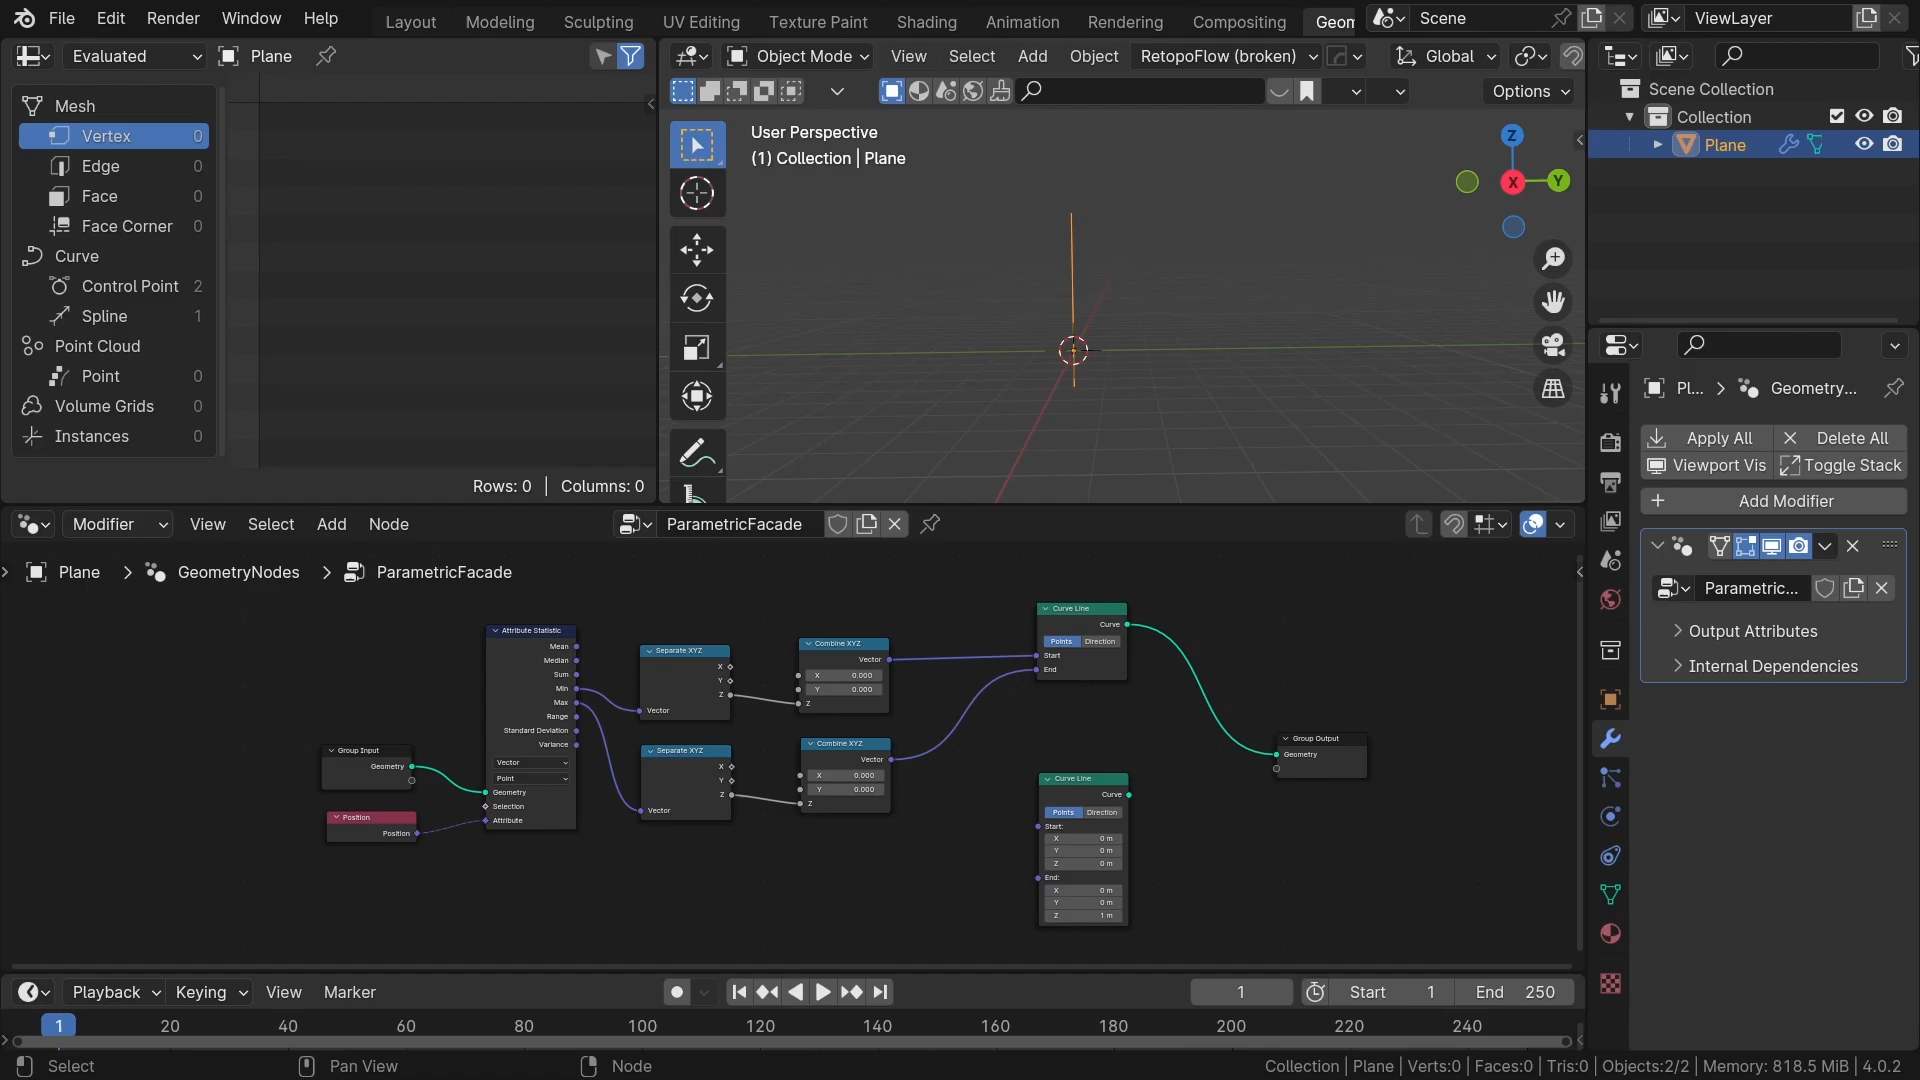 File Edit Render Window Help
Layout Modeling Sculpting UV Editing Texture Paint Shading Animation Rendering Compositing Geom
Scene
ViewLayer
Evaluated
Plane
Object Mode View Select Add Object RetopoFlow (broken) Global
Options
Mesh
Vertex 0
Edge 0
Face 0
Face Corner 0
Curve
Control Point 2
Spline 1
Point Cloud
Point 0
Volume Grids 0
Instances 0
Rows: 0 | Columns: 0
User Perspective
(1) Collection | Plane
Z
X
Y
Scene Collection
Collection
Plane
Pl... Geometry...
Apply All Delete All
Viewport Vis Toggle Stack
Add Modifier
Parametric...
Output Attributes
Internal Dependencies
Modifier View Select Add Node
ParametricFacade
Plane GeometryNodes ParametricFacade
Group Input
Geometry
Position
Position
Attribute Statistic
Mean
Median
Sum
Min
Max
Range
Standard Deviation
Variance
Vector
Point
Geometry
Selection
Attribute
Separate XYZ
X
Y
Z
Vector
Separate XYZ
X
Y
Z
Vector
Combine XYZ
Vector
X 0.000
Y 0.000
Z
Combine XYZ
Vector
X 0.000
Y 0.000
Z
Curve Line
Curve
Points Direction
Start
End
Curve Line
Curve
Points Direction
Start:
X 0 m
Y 0 m
Z 0 m
End:
X 0 m
Y 0 m
Z 1 m
Group Output
Geometry
Playback Keying View Marker
1
Start 1
End 250
1 20 40 60 80 100 120 140 160 180 200 220 240
Select
Pan View
Node
Collection | Plane | Verts:0 | Faces:0 | Tris:0 | Objects:2/2 | Memory: 818.5 MiB | 4.0.2